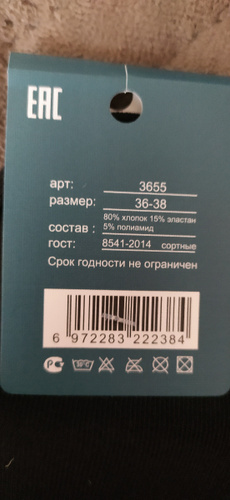 EAC
арт: 3655
размер: 36-38
80% хлопок 15% эластан
состав : 5% полиамид
гост: 8541-2014 сортные
Срок годности не ограничен
6 972283 222384